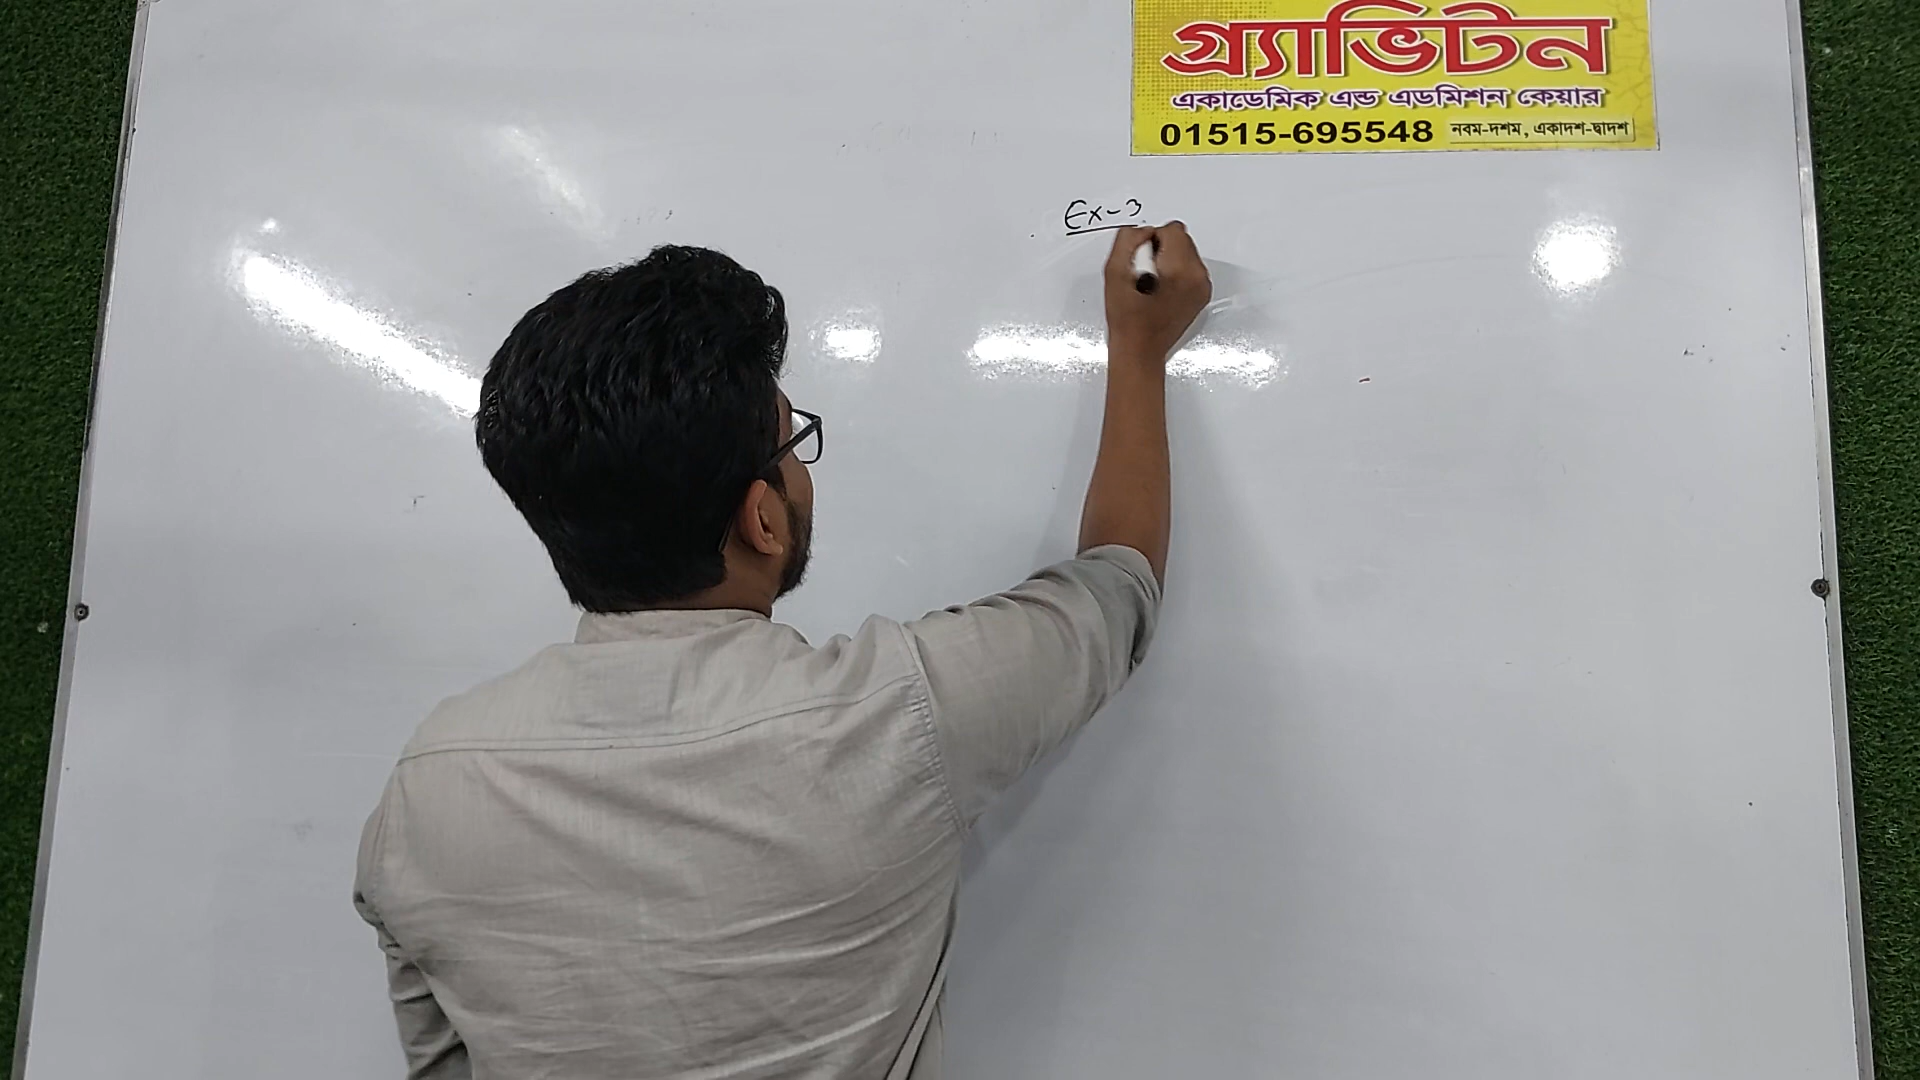 গ্র্যাভিটন
একাডেমিক এন্ড এডমিশন কেয়ার
01515-695548 নবম-দশম, একাদশ-দ্বাদশ
Ex-3